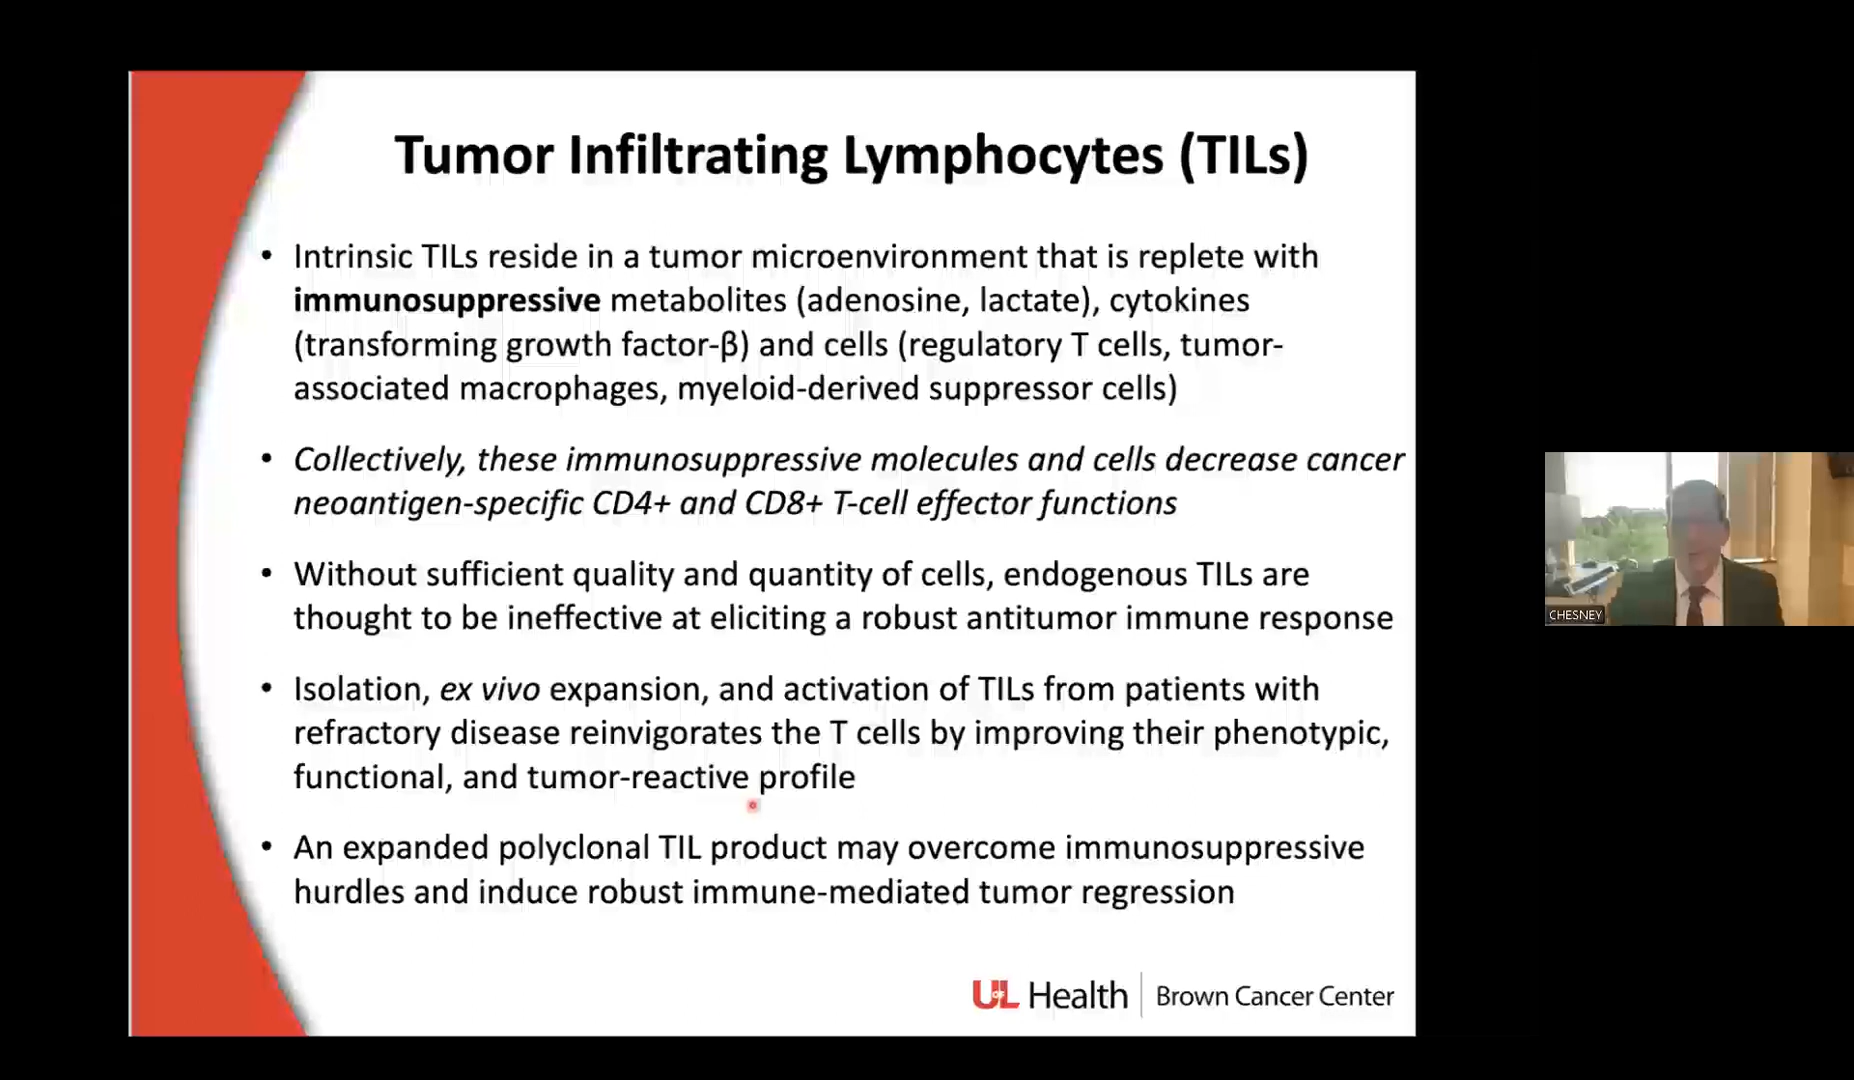 Tumor Infiltrating Lymphocytes (TILs)
• Intrinsic TILs reside in a tumor microenvironment that is replete with
immunosuppressive metabolites (adenosine, lactate), cytokines
(transforming growth factor-β) and cells (regulatory T cells, tumor-
associated macrophages, myeloid-derived suppressor cells)
• Collectively, these immunosuppressive molecules and cells decrease cancer
neoantigen-specific CD4+ and CD8+ T-cell effector functions
• Without sufficient quality and quantity of cells, endogenous TILs are
thought to be ineffective at eliciting a robust antitumor immune response
• Isolation, ex vivo expansion, and activation of TILs from patients with
refractory disease reinvigorates the T cells by improving their phenotypic,
functional, and tumor-reactive profile
• An expanded polyclonal TIL product may overcome immunosuppressive
hurdles and induce robust immune-mediated tumor regression
UofL Health | Brown Cancer Center
CHESNEY